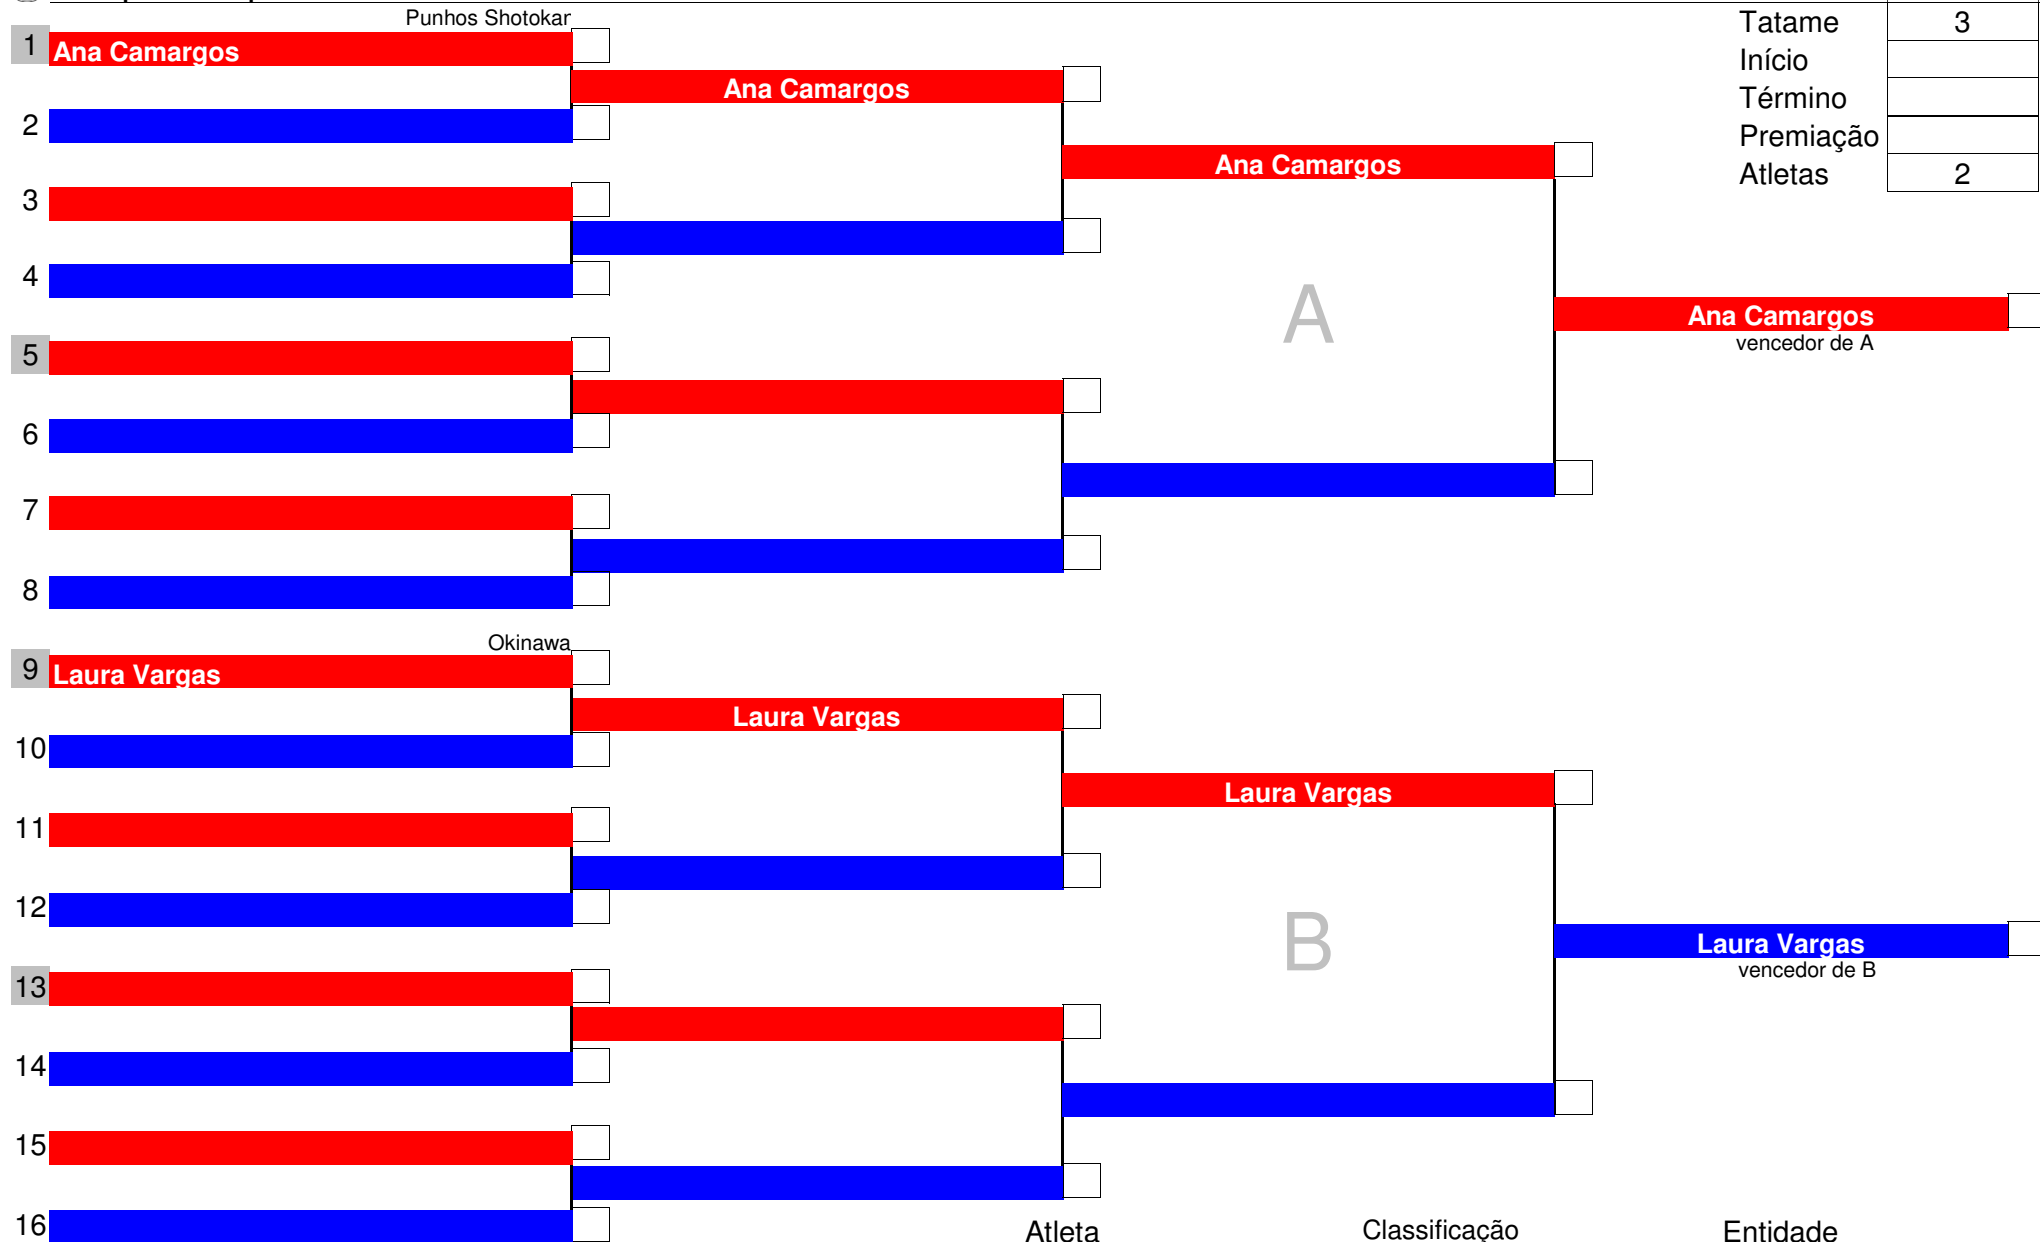 Punhos Shotokar
Tatame 3
1 Ana Camargos
Início
Ana Camargos
Término
2
Premiação
Ana Camargos
Atletas 2
3
4
A
Ana Camargos
vencedor de A
5
6
7
8
Okinawa
9 Laura Vargas
Laura Vargas
10
Laura Vargas
11
12
B
Laura Vargas
vencedor de B
13
14
15
16
Atleta Classificação Entidade